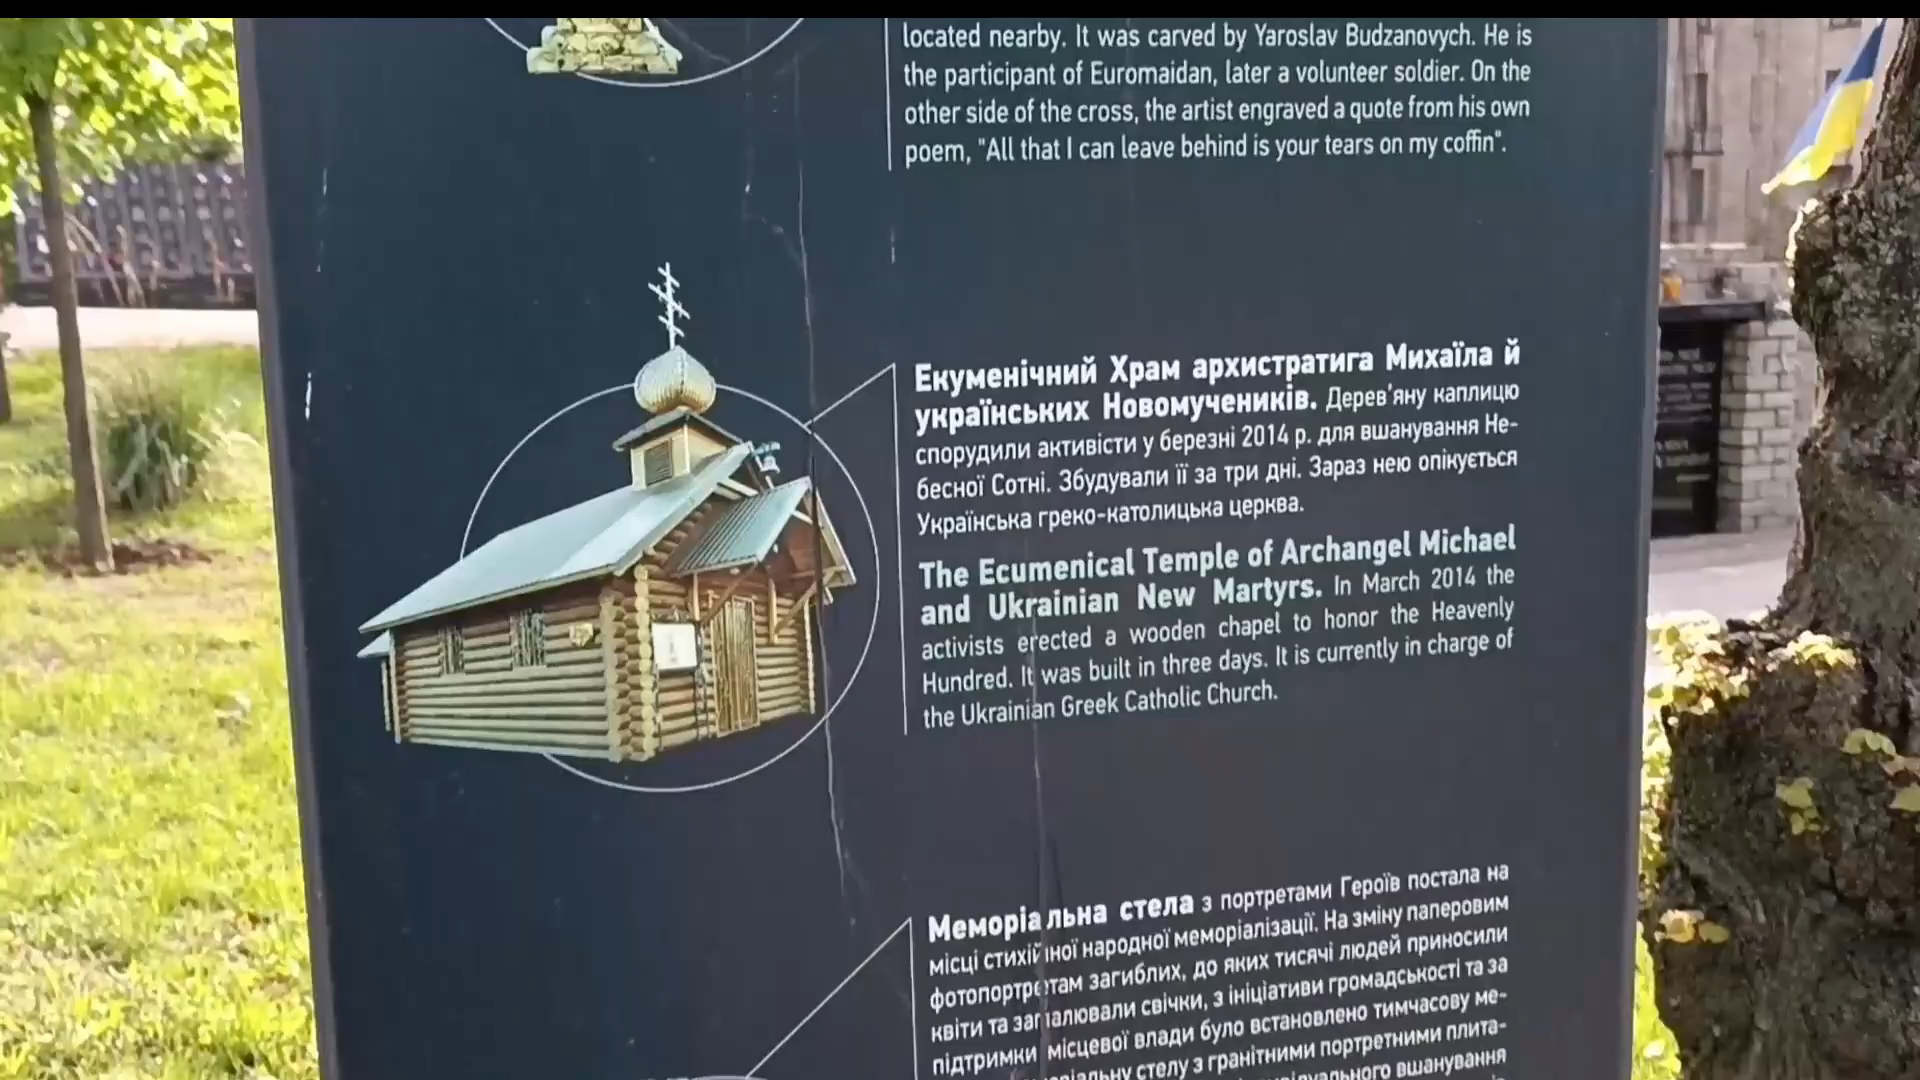 located nearby. It was carved by Yaroslav Budzanovych. He is
the participant of Euromaidan, later a volunteer soldier. On the
other side of the cross, the artist engraved a quote from his own
poem, "All that I can leave behind is your tears on my coffin".
Екуменічний Храм архистратига Михаїла й
українських Новомучеників. Дерев'яну каплицю
спорудили активісти у березні 2014 р. для вшанування Не-
бесної Сотні. Збудували її за три дні. Зараз нею опікується
Українська греко-католицька церква.
The Ecumenical Temple of Archangel Michael
and Ukrainian New Martyrs. In March 2014 the
activists erected a wooden chapel to honor the Heavenly
Hundred. It was built in three days. It is currently in charge of
the Ukrainian Greek Catholic Church.
Меморіальна стела з портретами Героїв постала на
місці стихійної народної меморіалізації. На зміну паперовим
фотопортретам загиблих, до яких тисячі людей приносили
квіти та запалювали свічки, з ініціативи громадськості та за
підтримки місцевої влади було встановлено тимчасову ме-
стелу з гранітними портретними плита-
вшанування